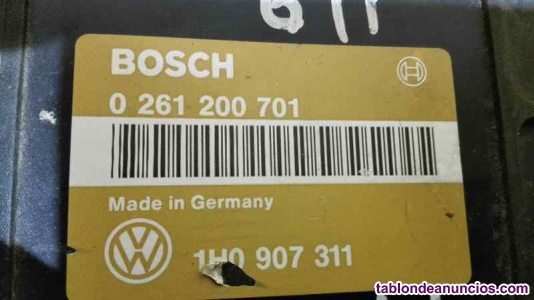 BOSCH
0 261 200 701
Made in Germany
1H0 907 311
tablondeanuncios.com